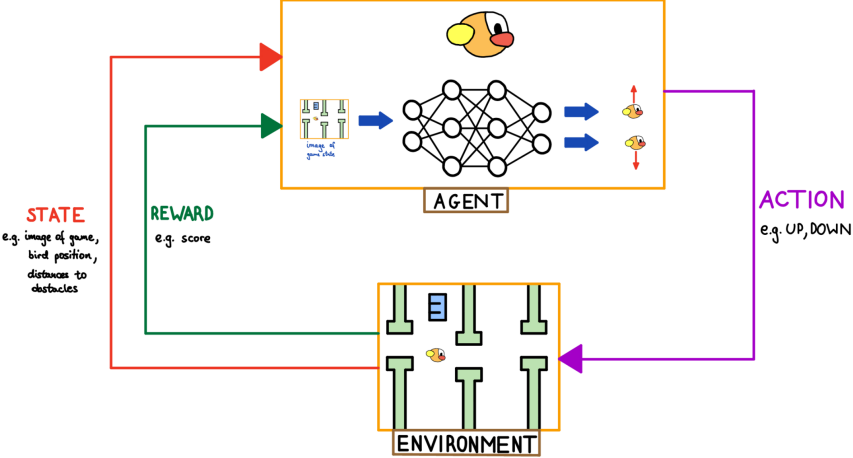 image of
game state
AGENT
STATE
e.g. image of game,
bird position,
distances to
obstacles
REWARD
e.g. score
ACTION
e.g. UP, DOWN
ENVIRONMENT